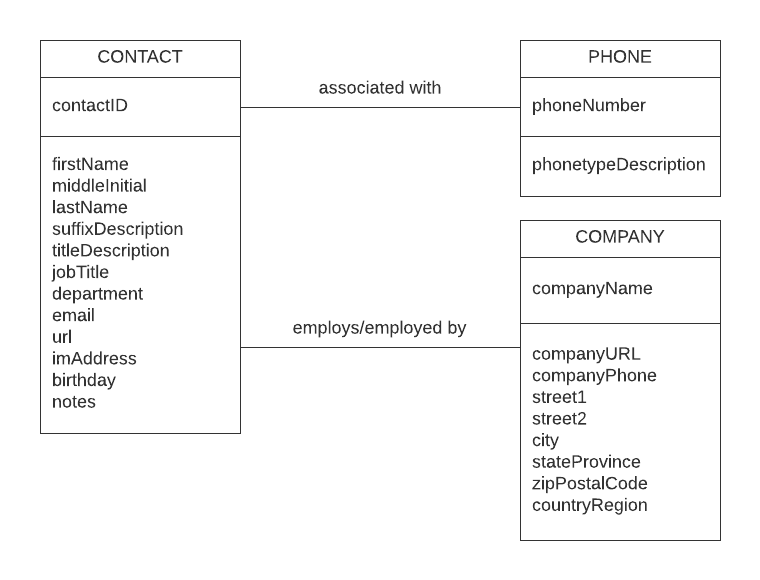 CONTACT
contactID
firstName
middleInitial
lastName
suffixDescription
titleDescription
jobTitle
department
email
url
imAddress
birthday
notes
associated with
employs/employed by
PHONE
phoneNumber
phonetypeDescription
COMPANY
companyName
companyURL
companyPhone
street1
street2
city
stateProvince
zipPostalCode
countryRegion